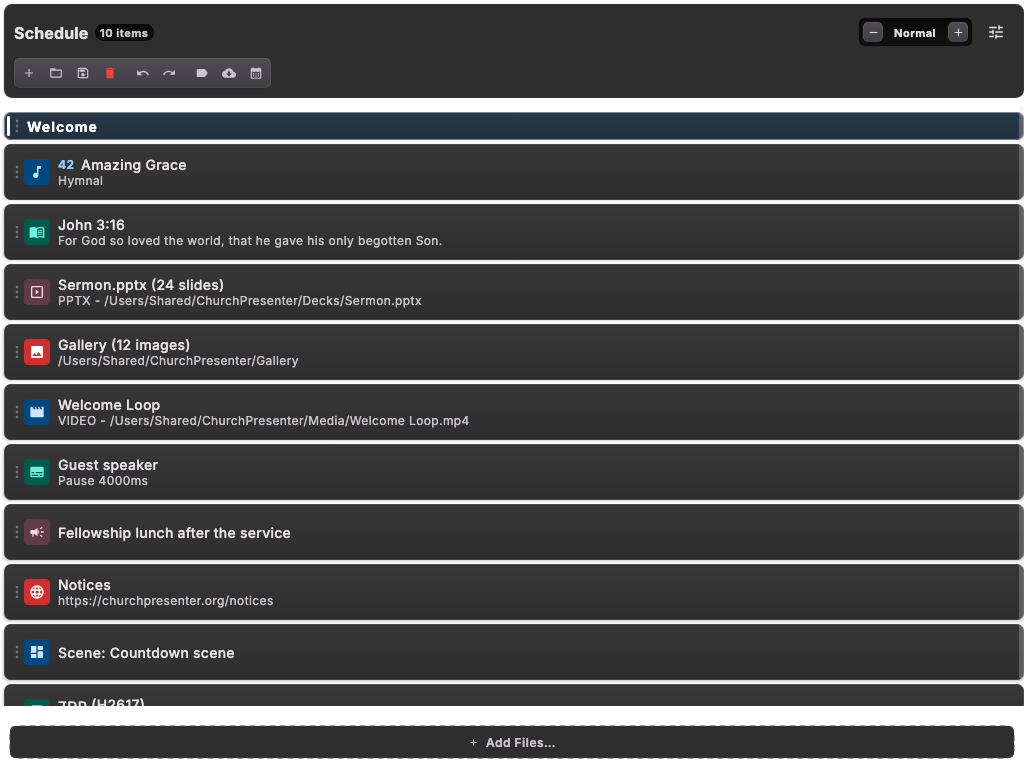 Schedule 10 items
− Normal +
Welcome
42 Amazing Grace
Hymnal
John 3:16
For God so loved the world, that he gave his only begotten Son.
Sermon.pptx (24 slides)
PPTX - /Users/Shared/ChurchPresenter/Decks/Sermon.pptx
Gallery (12 images)
/Users/Shared/ChurchPresenter/Gallery
Welcome Loop
VIDEO - /Users/Shared/ChurchPresenter/Media/Welcome Loop.mp4
Guest speaker
Pause 4000ms
Fellowship lunch after the service
Notices
https://churchpresenter.org/notices
Scene: Countdown scene
(H2617)
+ Add Files...